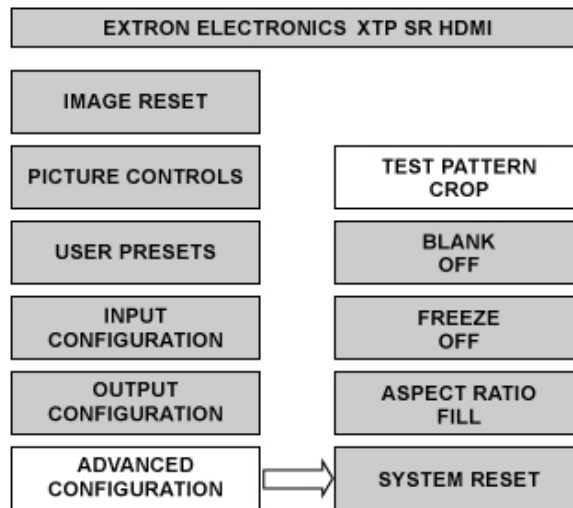 EXTRON ELECTRONICS XTP SR HDMI
IMAGE RESET
PICTURE CONTROLS
USER PRESETS
INPUT
CONFIGURATION
OUTPUT
CONFIGURATION
ADVANCED
CONFIGURATION
TEST PATTERN
CROP
BLANK
OFF
FREEZE
OFF
ASPECT RATIO
FILL
SYSTEM RESET